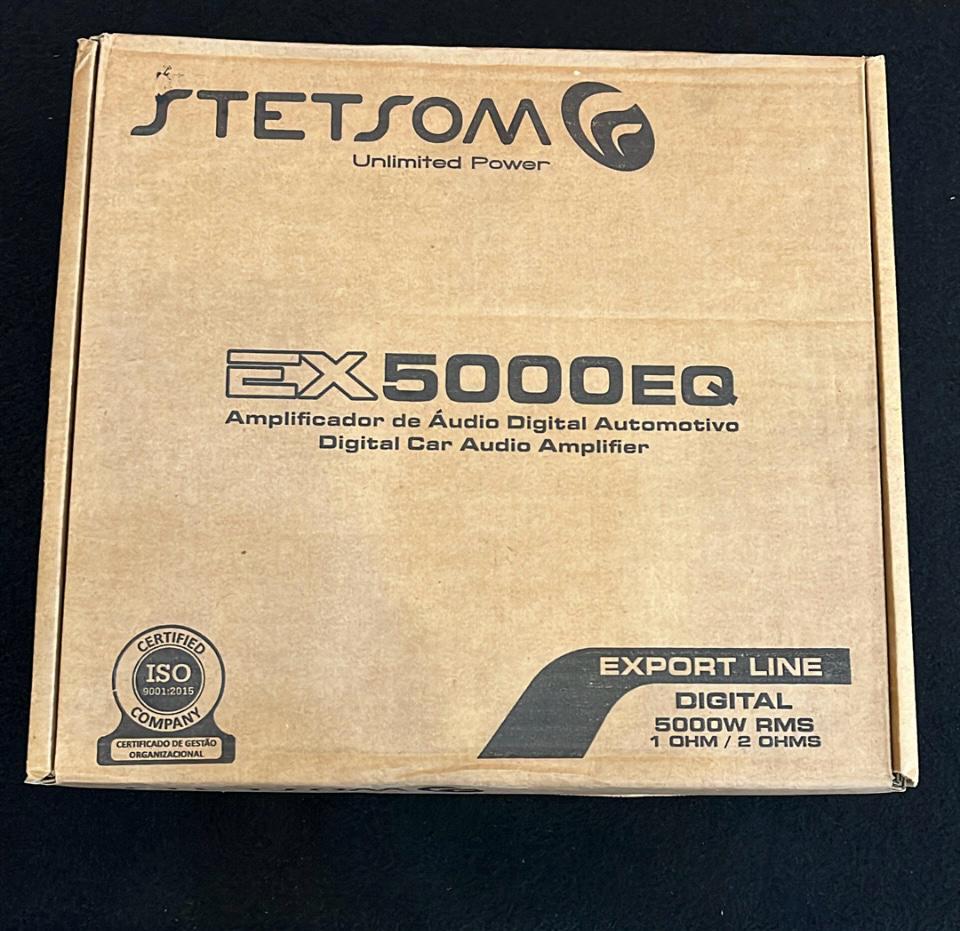 STETSOM
Unlimited Power
EX5000EQ
Amplificador de Áudio Digital Automotivo
Digital Car Audio Amplifier
CERTIFIED
ISO
9001:2015
COMPANY
CERTIFICADO DE GESTÃO
ORGANIZACIONAL
EXPORT LINE
DIGITAL
5000W RMS
1 OHM / 2 OHMS